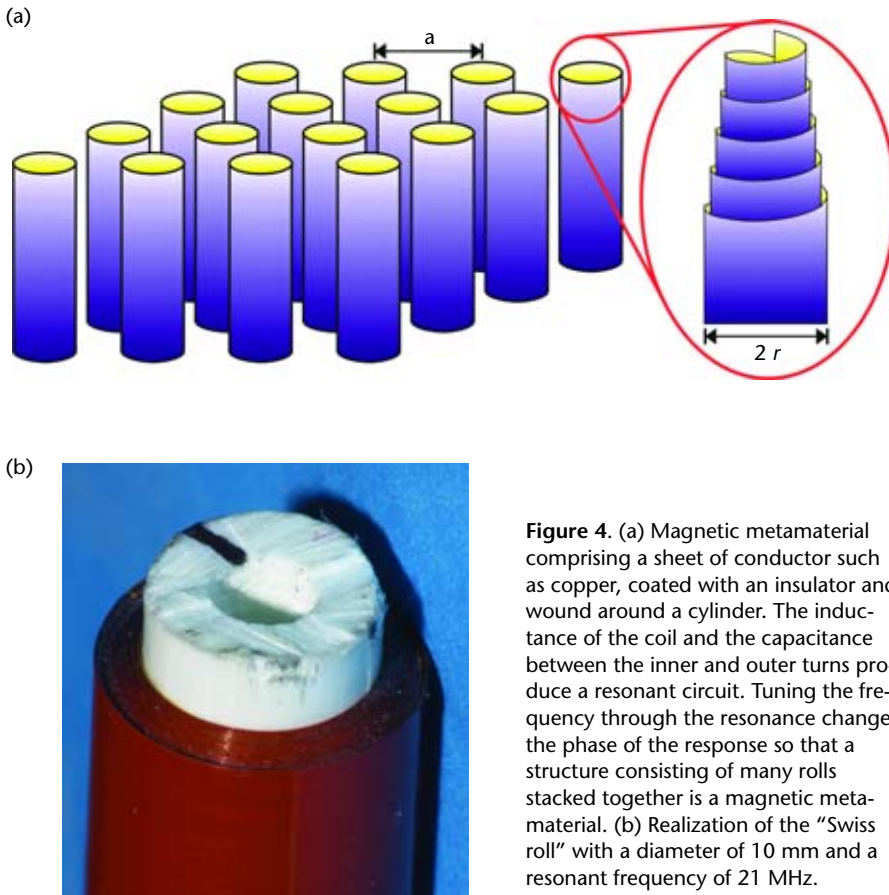 (a)
a
2 r
(b)
Figure 4. (a) Magnetic metamaterial
comprising a sheet of conductor such
as copper, coated with an insulator and
wound around a cylinder. The induc-
tance of the coil and the capacitance
between the inner and outer turns pro-
duce a resonant circuit. Tuning the fre-
quency through the resonance change
the phase of the response so that a
structure consisting of many rolls
stacked together is a magnetic meta-
material. (b) Realization of the “Swiss
roll” with a diameter of 10 mm and a
resonant frequency of 21 MHz.